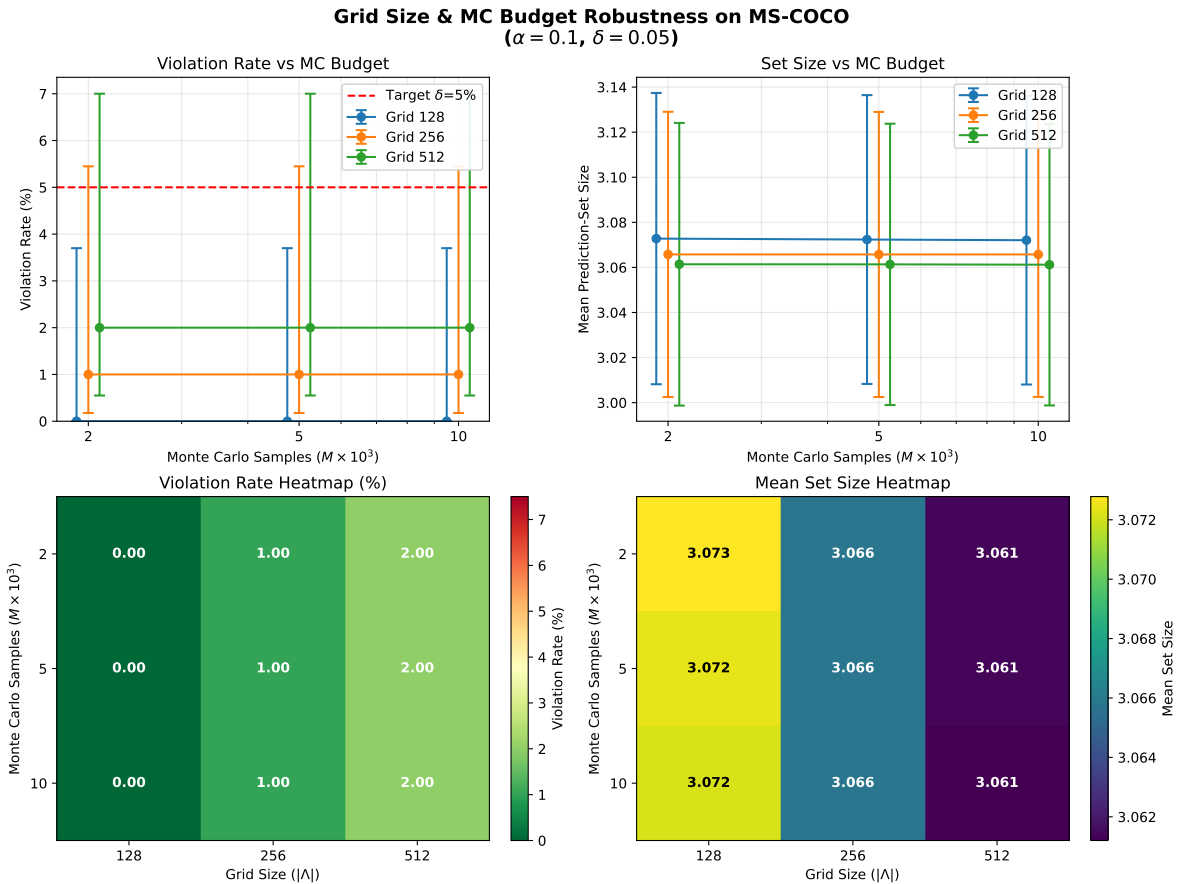 Grid Size & MC Budget Robustness on MS-COCO
(α = 0.1, δ = 0.05)
Violation Rate vs MC Budget
Violation Rate (%)
7
6
5
4
3
2
1
0
Target δ=5%
Grid 128
Grid 256
Grid 512
2
5
10
Monte Carlo Samples (M × 10³)
Set Size vs MC Budget
Mean Prediction-Set Size
3.14
3.12
3.10
3.08
3.06
3.04
3.02
3.00
Grid 128
Grid 256
Grid 512
2
5
10
Monte Carlo Samples (M × 10³)
Violation Rate Heatmap (%)
Monte Carlo Samples (M × 10³)
2
0.00
1.00
2.00
5
0.00
1.00
2.00
10
0.00
1.00
2.00
128
256
512
Grid Size (|Λ|)
7
6
5
4
3
2
1
0
Violation Rate (%)
Mean Set Size Heatmap
Monte Carlo Samples (M × 10³)
2
3.073
3.066
3.061
5
3.072
3.066
3.061
10
3.072
3.066
3.061
128
256
512
Grid Size (|Λ|)
3.072
3.070
3.068
3.066
3.064
3.062
Mean Set Size